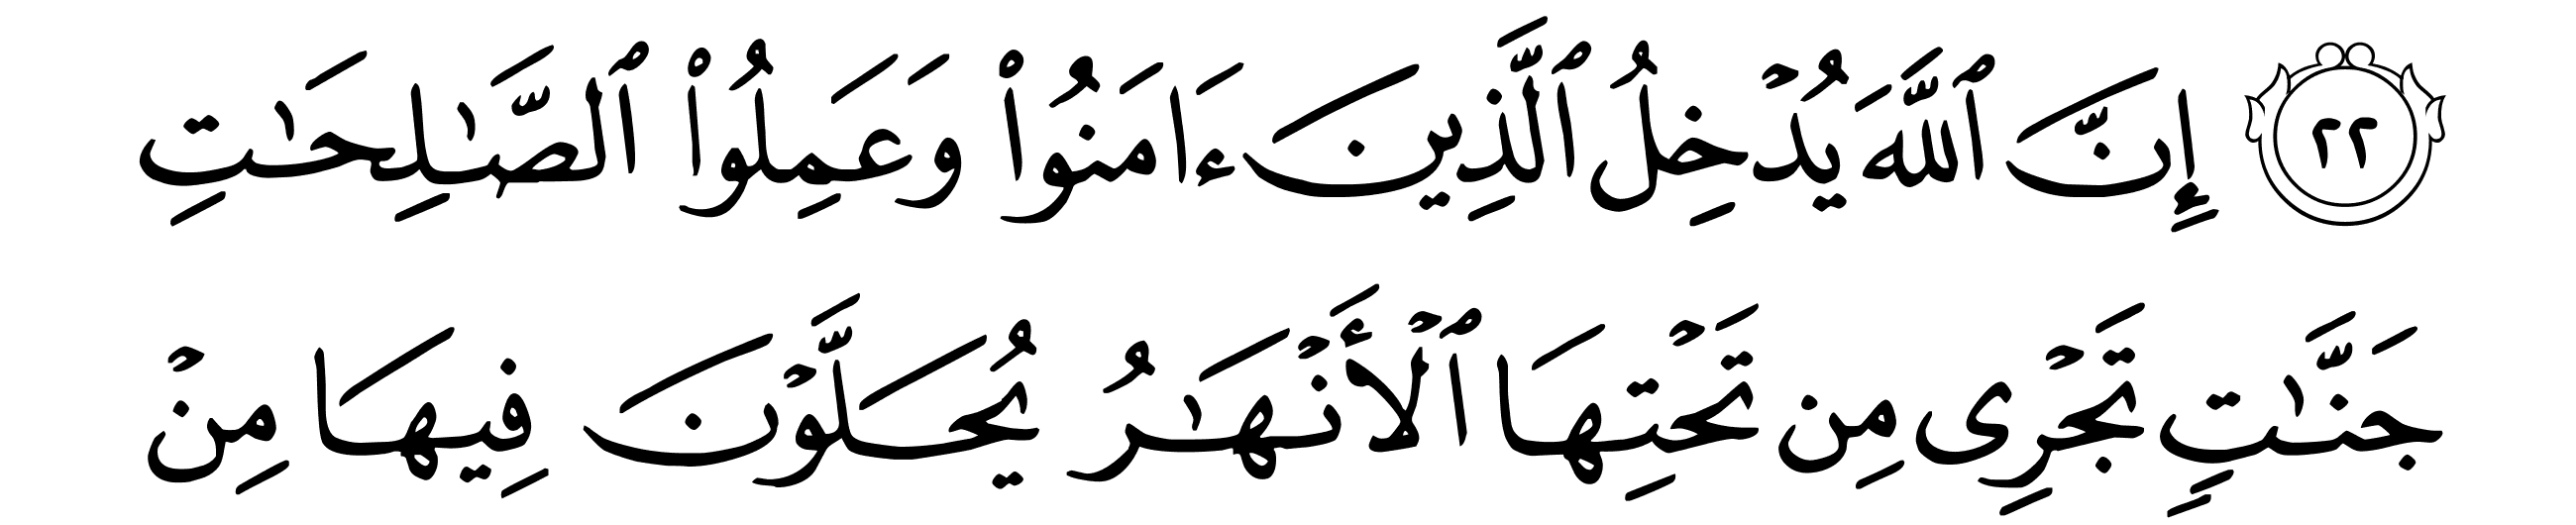 ٢٢ إِنَّ ٱللَّهَ يُدۡخِلُ ٱلَّذِينَ ءَامَنُواْ وَعَمِلُواْ ٱلصَّـٰلِحَـٰتِ
جَنَّـٰتٖ تَجۡرِي مِن تَحۡتِهَا ٱلۡأَنۡهَـٰرُ يُحَلَّوۡنَ فِيهَا مِنۡ